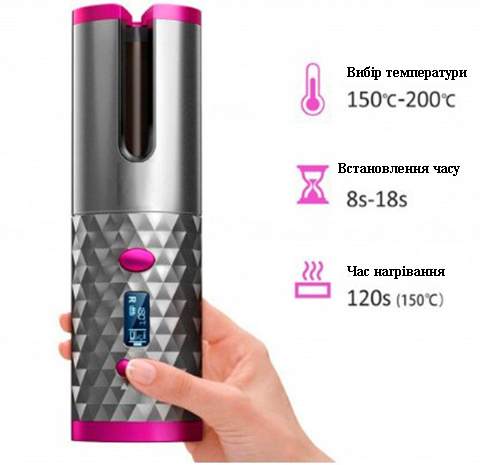 Вибір температури
150℃-200℃
Встановлення часу
8s-18s
Час нагрівання
120s (150℃)